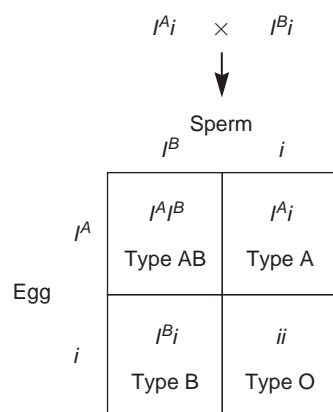 I^A i × I^B i
Sperm
I^B i
I^A
I^A I^B I^A i
Type AB Type A
Egg
i
I^B i ii
Type B Type O